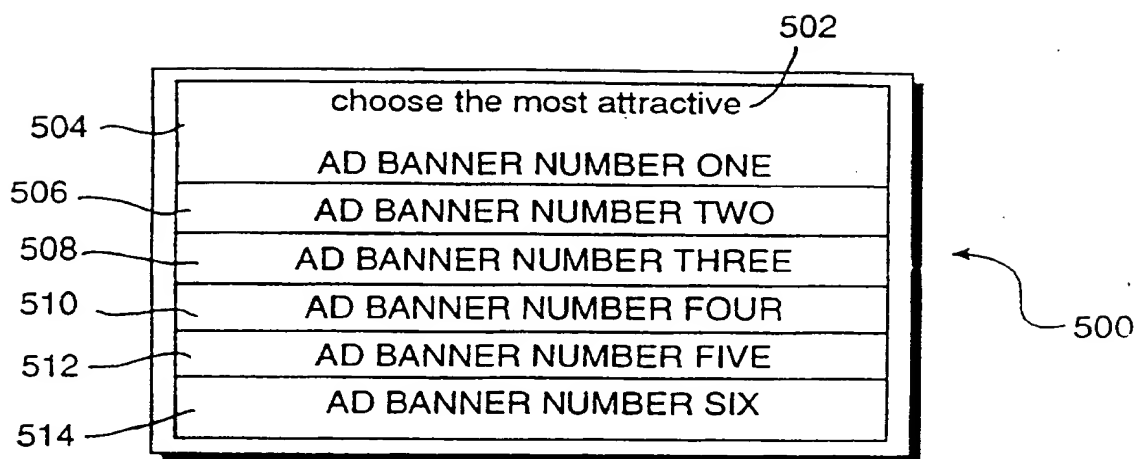 502
choose the most attractive
504
AD BANNER NUMBER ONE
506
AD BANNER NUMBER TWO
508
AD BANNER NUMBER THREE
510
AD BANNER NUMBER FOUR
500
512
AD BANNER NUMBER FIVE
514
AD BANNER NUMBER SIX